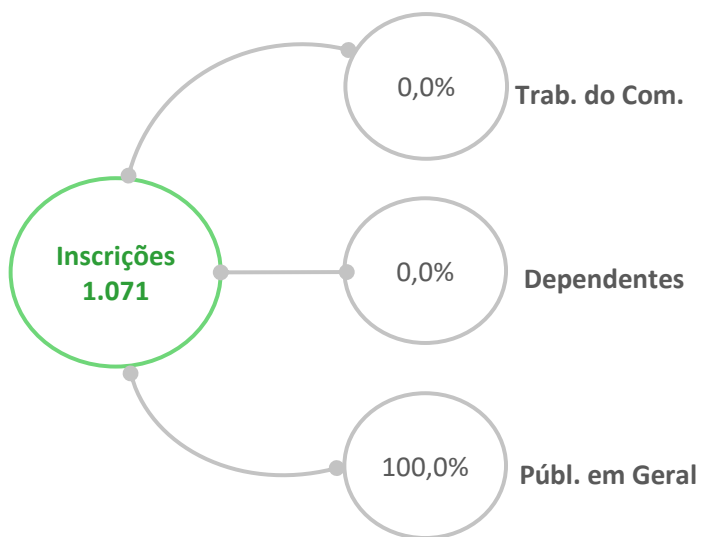 0,0%
Trab. do Com.
Inscrições
1.071
0,0%
Dependentes
100,0%
Públ. em Geral